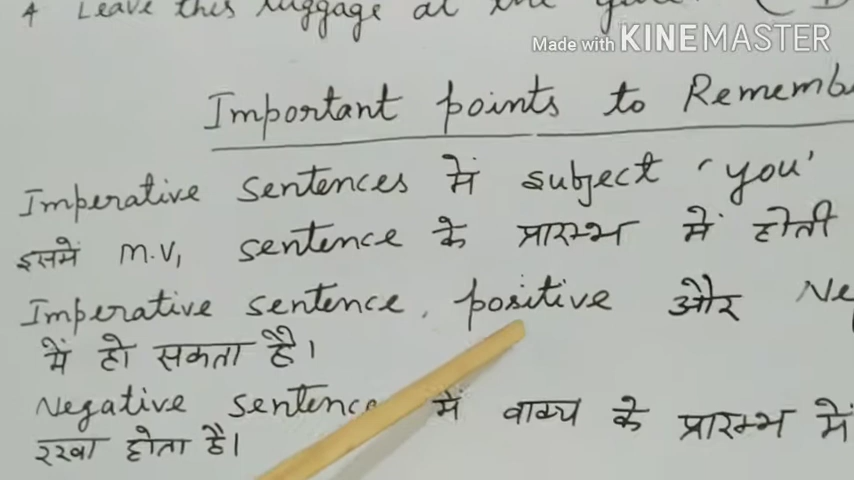 4 Leave this luggage at the gate. (D
Made with KINEMASTER
Important points to Rememb
Imperative sentences में subject 'you'
इसमें M.V, sentence के प्रारम्भ में होती
Imperative sentence, positive और Ne
में हो सकता है।
Negative sentence में वाक्य के प्रारम्भ में
रखा होता है।